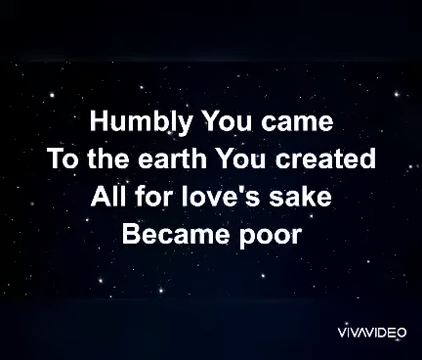 Humbly You came
To the earth You created
All for love's sake
Became poor
VIVAVIDEO